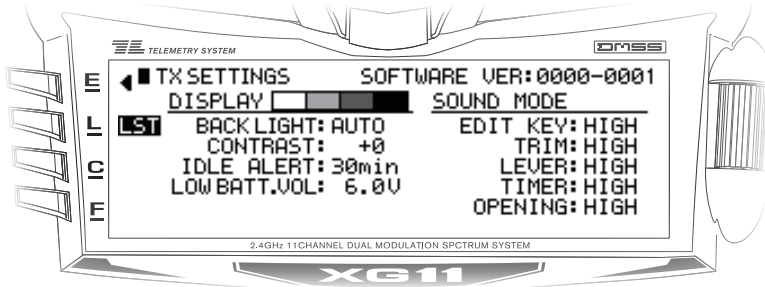 TELEMETRY SYSTEM DMSS
E
TX SETTINGS SOFTWARE VER:0000-0001
DISPLAY SOUND MODE
L LST BACK LIGHT: AUTO EDIT KEY: HIGH
CONTRAST: +0 TRIM: HIGH
C IDLE ALERT: 30min LEVER: HIGH
LOW BATT.VOL: 6.0V TIMER: HIGH
F OPENING: HIGH
2.4GHz 11CHANNEL DUAL MODULATION SPCTRUM SYSTEM
XG11